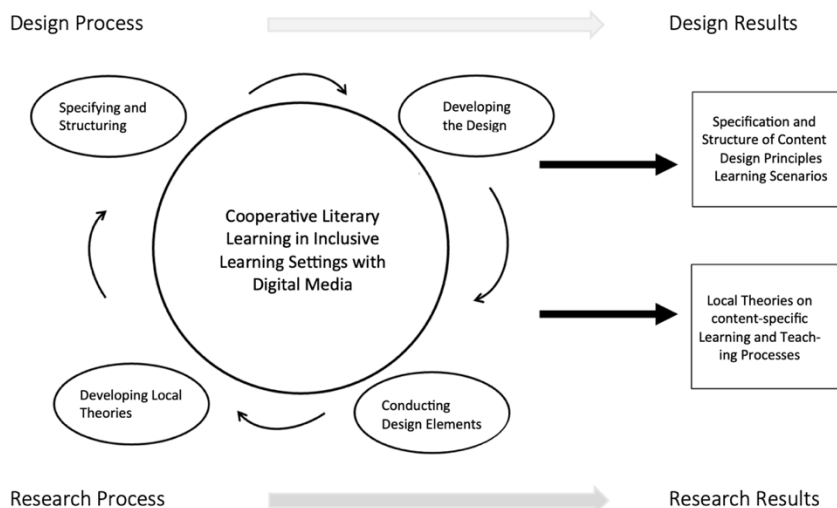 Design Process
Design Results
Specifying and
Structuring
Developing
the Design
Specification and
Structure of Content
Design Principles
Learning Scenarios
Cooperative Literary
Learning in Inclusive
Learning Settings with
Digital Media
Local Theories on
content-specific
Learning and Teach-
ing Processes
Developing Local
Theories
Conducting
Design Elements
Research Process
Research Results